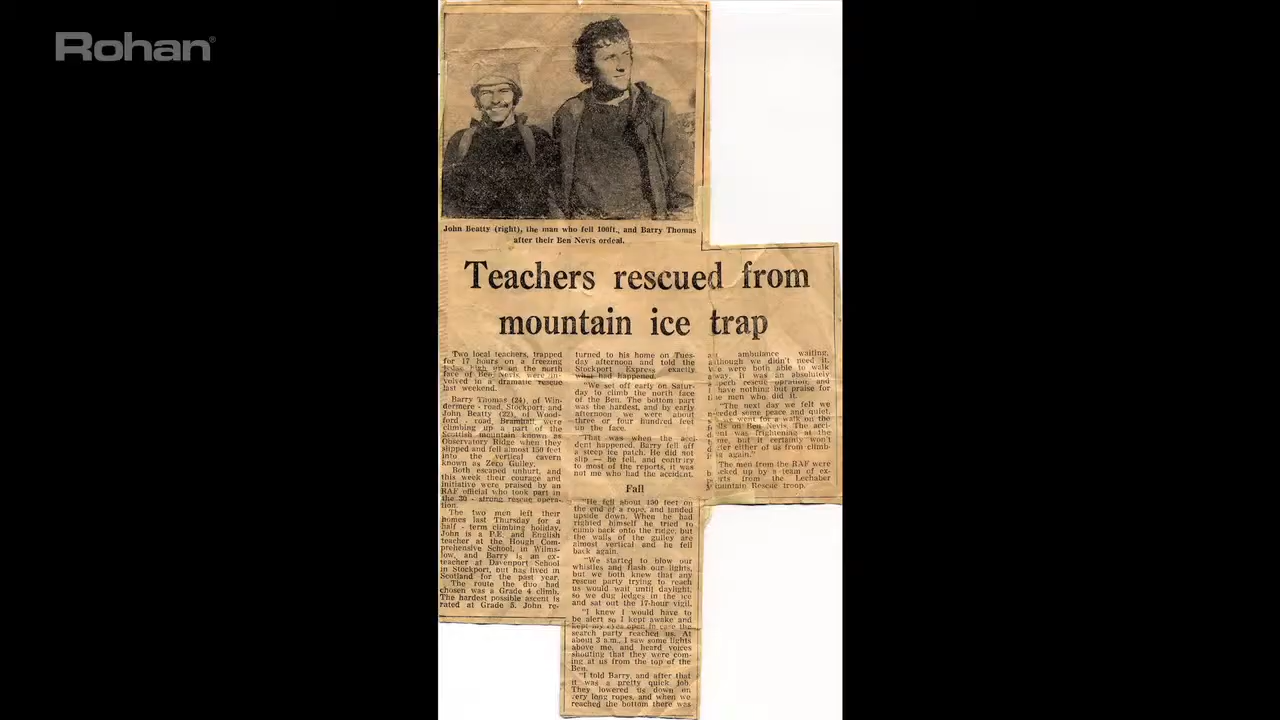 Rohan®
John Beatty (right), the man who fell 100ft., and Barry Thomas
after their Ben Nevis ordeal.
Teachers rescued from
mountain ice trap
Two local teachers, trapped
for 17 hours on a freezing
ledge high up on the north
face of Ben Nevis, were in-
volved in a dramatic rescue
last weekend.
Barry Thomas (24), of Win-
dermere - road, Stockport, and
John Beatty (22), of Wood-
ford - road, Bramhall, were
climbing up a part of the
Scottish mountain known as
Observatory Ridge when they
slipped and fell almost 150 feet
into the vertical cavern
known as Zero Gulley.
Both escaped unhurt, and
this week their courage and
initiative were praised by an
RAF official who took part in
the 30 - strong rescue opera-
tion.
The two men left their
homes last Thursday for a
half - term climbing holiday.
John is a P.E. and English
teacher at the Hough Com-
prehensive School, in Wilms-
low, and Barry is an ex-
teacher at Davenport School
in Stockport, but has lived in
Scotland for the past year.
The route the duo had
chosen was a Grade 4 climb.
The hardest possible ascent is
rated at Grade 5. John re-
turned to his home on Tues-
day afternoon and told the
Stockport Express exactly
what had happened.
"We set off early on Satur-
day to climb the north face
of the Ben. The bottom part
was the hardest, and by early
afternoon we were about
three or four hundred feet
up the face.
"That was when the acci-
dent happened. Barry fell off
a steep ice patch. He did not
slip — he fell, and contrary
to most of the reports, it was
not me who had the accident.
Fall
"He fell about 150 feet on
the end of a rope, and landed
upside down. When he had
righted himself he tried to
climb back onto the ridge, but
the walls of the gulley are
almost vertical and he fell
back again.
"We started to blow our
whistles and flash our lights,
but we both knew that any
rescue party trying to reach
us would wait until daylight,
so we dug ledges in the ice
and sat out the 17-hour vigil.
"I knew I would have to
be alert so I kept awake and
kept my eyes open in case the
search party reached us. At
about 3 a.m. I saw some lights
above me, and heard voices
shouting that they were com-
ing at us from the top of the
Ben.
"I told Barry, and after that
it was a pretty quick job.
They lowered us down on
very long ropes, and when we
reached the bottom there was
ambulance waiting,
although we didn't need it.
We were both able to walk
away. It was an absolutely
superb rescue opration, and
have nothing but praise for
the men who did it.
"The next day we felt we
needed some peace and quiet,
so we went for a walk on the
hills on Ben Nevis. The acci-
dent was frightening at the
time, but it certainly won't
deter either of us from climb-
again."
The men from the RAF were
backed up by a team of ex-
perts from the Lochaber
Mountain Rescue troop.